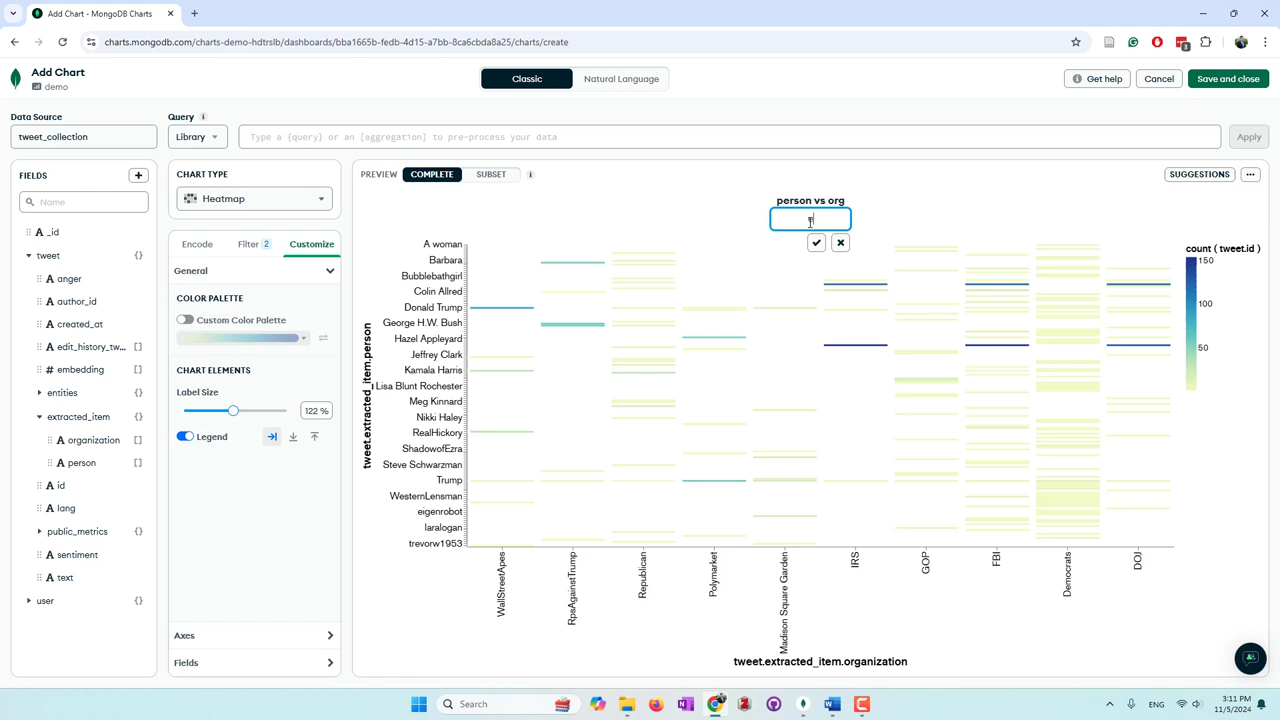 Add Chart - MongoDB Charts
charts.mongodb.com/charts-demo-hdtrslb/dashboards/bba1665b-fedb-4d15-a7bb-8ca6cbda8a25/charts/create
3
Add Chart
demo
Classic
Natural Language
Get help
Cancel
Save and close
Data Source
Query
tweet_collection
Library
Type a {query} or an [aggregation] to pre-process your data
Apply
FIELDS
Name
A _id
tweet {}
A anger
A author_id
A created_at
A edit_history_tw... []
# embedding []
entities {}
extracted_item {}
A organization []
A person []
A id
A lang
public_metrics {}
A sentiment
A text
user {}
CHART TYPE
Heatmap
Encode
Filter 2
Customize
General
COLOR PALETTE
Custom Color Palette
CHART ELEMENTS
Label Size
122 %
Legend
Axes
Fields
PREVIEW
COMPLETE
SUBSET
SUGGESTIONS
person vs org
count ( tweet.id )
150
100
50
tweet.extracted_item.person
A woman
Barbara
Bubblebathgirl
Colin Allred
Donald Trump
George H.W. Bush
Hazel Appleyard
Jeffrey Clark
Kamala Harris
Lisa Blunt Rochester
Meg Kinnard
Nikki Haley
RealHickory
ShadowofEzra
Steve Schwarzman
Trump
WesternLensman
eigenrobot
laralogan
trevorw1953
WallStreetApes
RpsAgainstTrump
Republican
Polymarket
Madison Square Garden
IRS
GOP
FBI
Democrats
DOJ
tweet.extracted_item.organization
Search
ENG
3:11 PM
11/5/2024